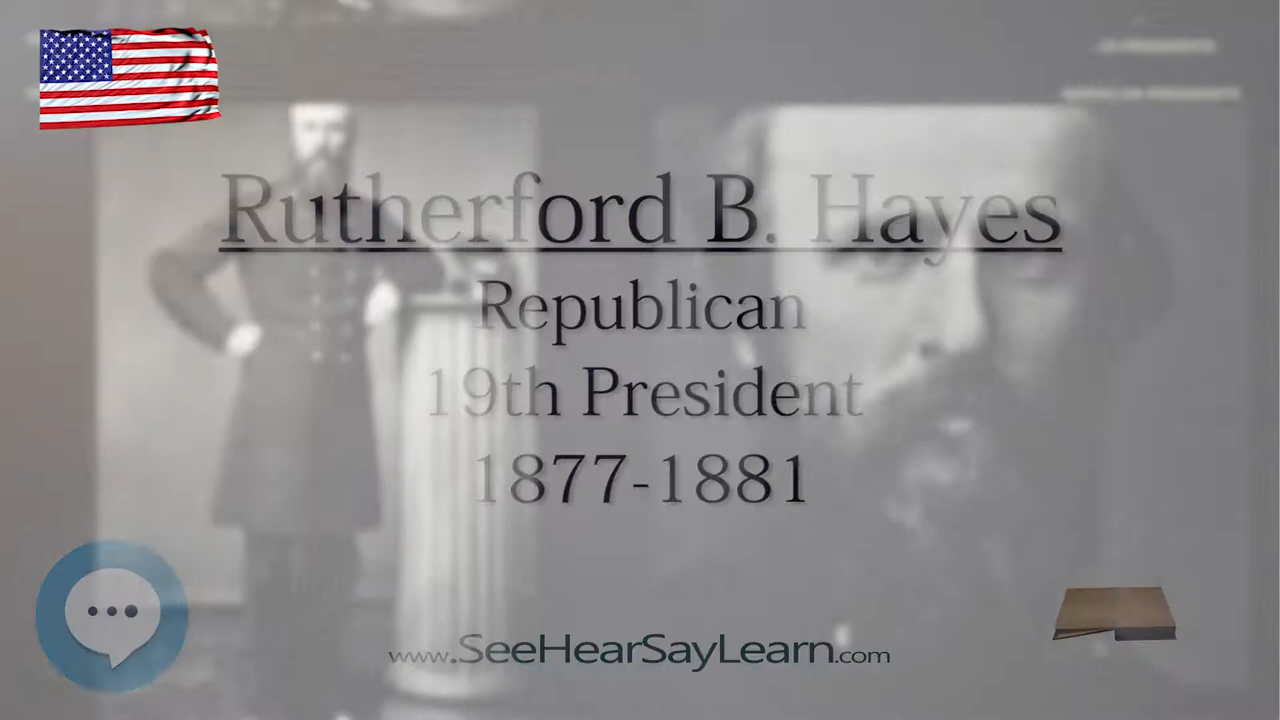 Rutherford B. Hayes
Republican
19th President
1877-1881
www.SeeHearSayLearn.com